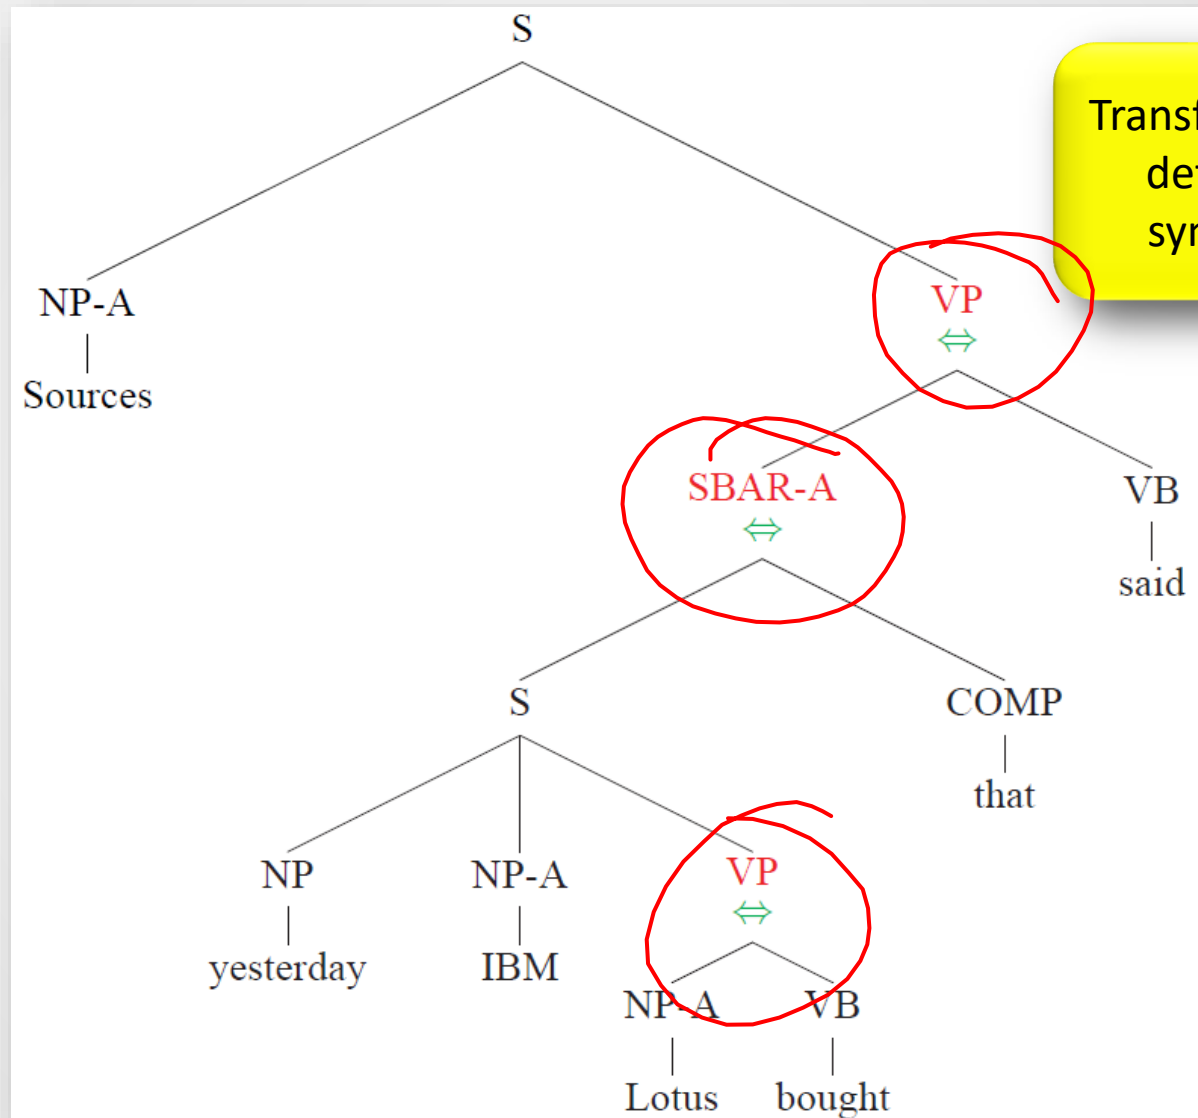 S
NP-A
VP
⇔
Sources
SBAR-A
⇔
VB
said
S
COMP
that
NP
NP-A
VP
⇔
yesterday
IBM
NP-A
VB
Lotus
bought